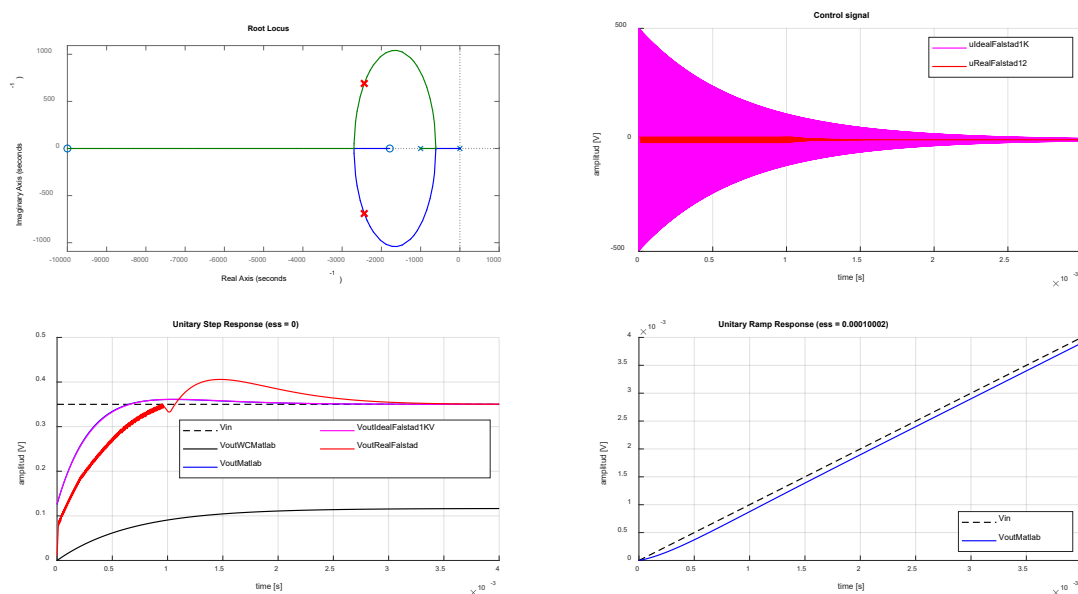 Root Locus
1000
500
0
-500
-1000
Imaginary Axis (seconds
-1
)
-10000 -9000 -8000 -7000 -6000 -5000 -4000 -3000 -2000 -1000 0 1000
Real Axis (seconds -1 )
Control signal
500
0
-500
amplitud [V]
uIdealFalstad1K
uRealFalstad12
0 0.5 1 1.5 2 2.5
time [s]
× 10 -3
Unitary Step Response (ess = 0)
0.5
0.4
0.3
0.2
0.1
0
amplitud [V]
Vin
VoutWCMatlab
VoutMatlab
VoutIdealFalstad1KV
VoutRealFalstad
0 0.5 1 1.5 2 2.5 3 3.5 4
time [s]
× 10 -3
× 10 -3
Unitary Ramp Response (ess = 0.00010002)
4
3.5
3
2.5
2
1.5
1
0.5
0
amplitud [V]
Vin
VoutMatlab
0 0.5 1 1.5 2 2.5 3 3.5
time [s]
× 10 -3